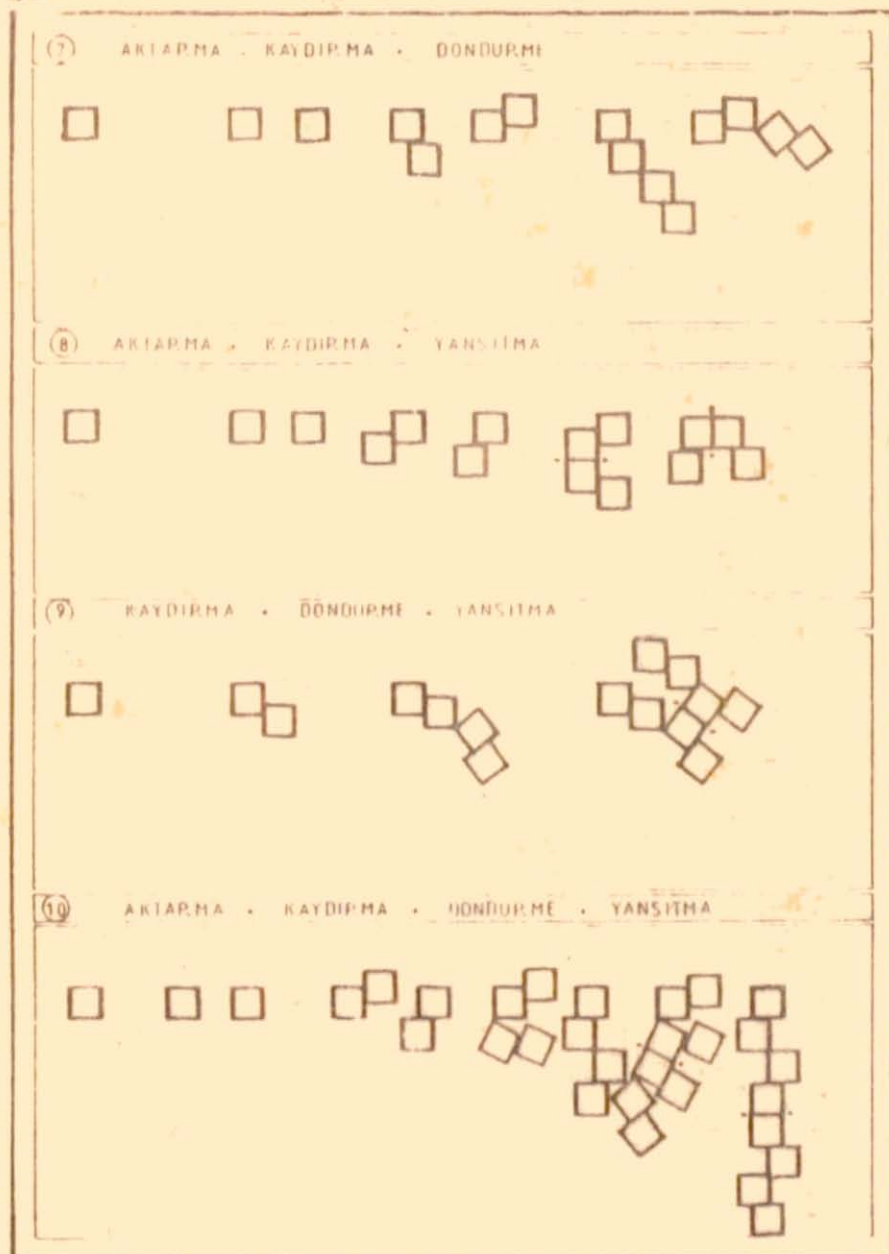 (7) AKTARMA . KAYDIRMA . DÖNDÜRME
(8) AKTARMA . KAYDIRMA . YANSITMA
(9) KAYDIRMA . DÖNDÜRME . YANSITMA
(10) AKTARMA . KAYDIRMA . DÖNDÜRME . YANSITMA